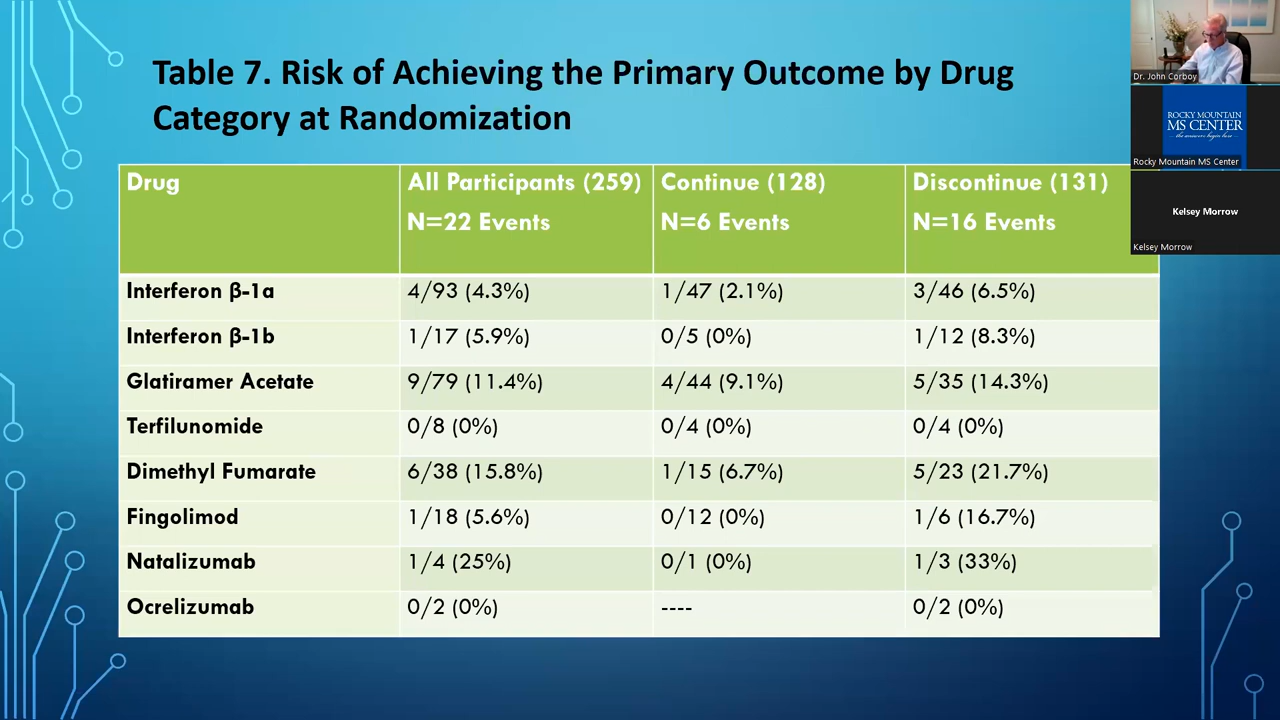 Table 7. Risk of Achieving the Primary Outcome by Drug
Category at Randomization
Drug All Participants (259) Continue (128) Discontinue (131)
N=22 Events N=6 Events N=16 Events
Interferon β-1a 4/93 (4.3%) 1/47 (2.1%) 3/46 (6.5%)
Interferon β-1b 1/17 (5.9%) 0/5 (0%) 1/12 (8.3%)
Glatiramer Acetate 9/79 (11.4%) 4/44 (9.1%) 5/35 (14.3%)
Terfilunomide 0/8 (0%) 0/4 (0%) 0/4 (0%)
Dimethyl Fumarate 6/38 (15.8%) 1/15 (6.7%) 5/23 (21.7%)
Fingolimod 1/18 (5.6%) 0/12 (0%) 1/6 (16.7%)
Natalizumab 1/4 (25%) 0/1 (0%) 1/3 (33%)
Ocrelizumab 0/2 (0%) ---- 0/2 (0%)
Dr. John Corboy
ROCKY MOUNTAIN
MS CENTER
the answers begin here
Rocky Mountain MS Center
Kelsey Morrow
Kelsey Morrow